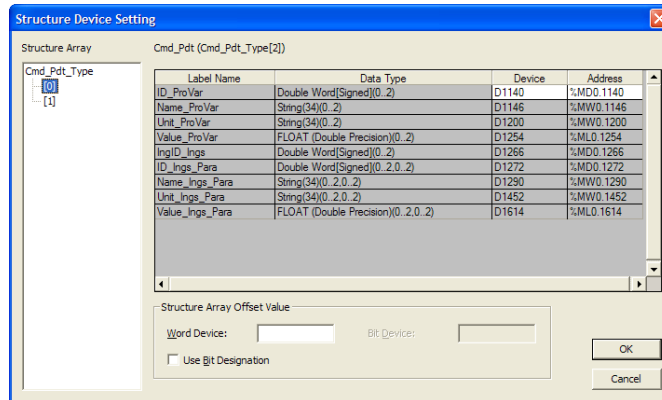 Structure Device Setting
Structure Array
Cmd_Pdt (Cmd_Pdt_Type[2])
Cmd_Pdt_Type
[0]
[1]
Label Name Data Type Device Address
ID_ProVar Double Word[Signed](0..2) D1140 %MD0.1140
Name_ProVar String(34)(0..2) D1146 %MW0.1146
Unit_ProVar String(34)(0..2) D1200 %MW0.1200
Value_ProVar FLOAT (Double Precision)(0..2) D1254 %ML0.1254
IngID_Ings Double Word[Signed](0..2) D1266 %MD0.1266
ID_Ings_Para Double Word[Signed](0..2,0..2) D1272 %MD0.1272
Name_Ings_Para String(34)(0..2,0..2) D1290 %MW0.1290
Unit_Ings_Para String(34)(0..2,0..2) D1452 %MW0.1452
Value_Ings_Para FLOAT (Double Precision)(0..2,0..2) D1614 %ML0.1614
Structure Array Offset Value
Word Device: Bit Device:
Use Bit Designation
OK
Cancel